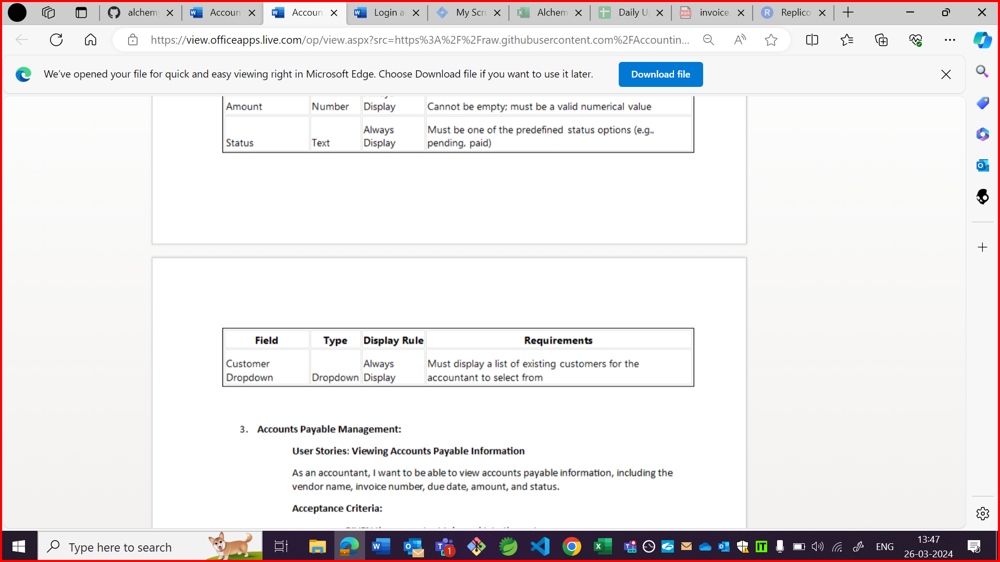 alchem
Accoun
Accoun
Login a
My Scr
Alchem
Daily U
invoice.
Replico
https://view.officeapps.live.com/op/view.aspx?src=https%3A%2F%2Fraw.githubusercontent.com%2FAccountin...
We've opened your file for quick and easy viewing right in Microsoft Edge. Choose Download file if you want to use it later.
Download file
Amount Number Display Cannot be empty; must be a valid numerical value
Always Must be one of the predefined status options (e.g.,
Status Text Display pending, paid)
Field Type Display Rule Requirements
Customer Always Must display a list of existing customers for the
Dropdown Dropdown Display accountant to select from
3. Accounts Payable Management:
User Stories: Viewing Accounts Payable Information
As an accountant, I want to be able to view accounts payable information, including the
vendor name, invoice number, due date, amount, and status.
Acceptance Criteria:
Type here to search
1
ENG
13:47
26-03-2024